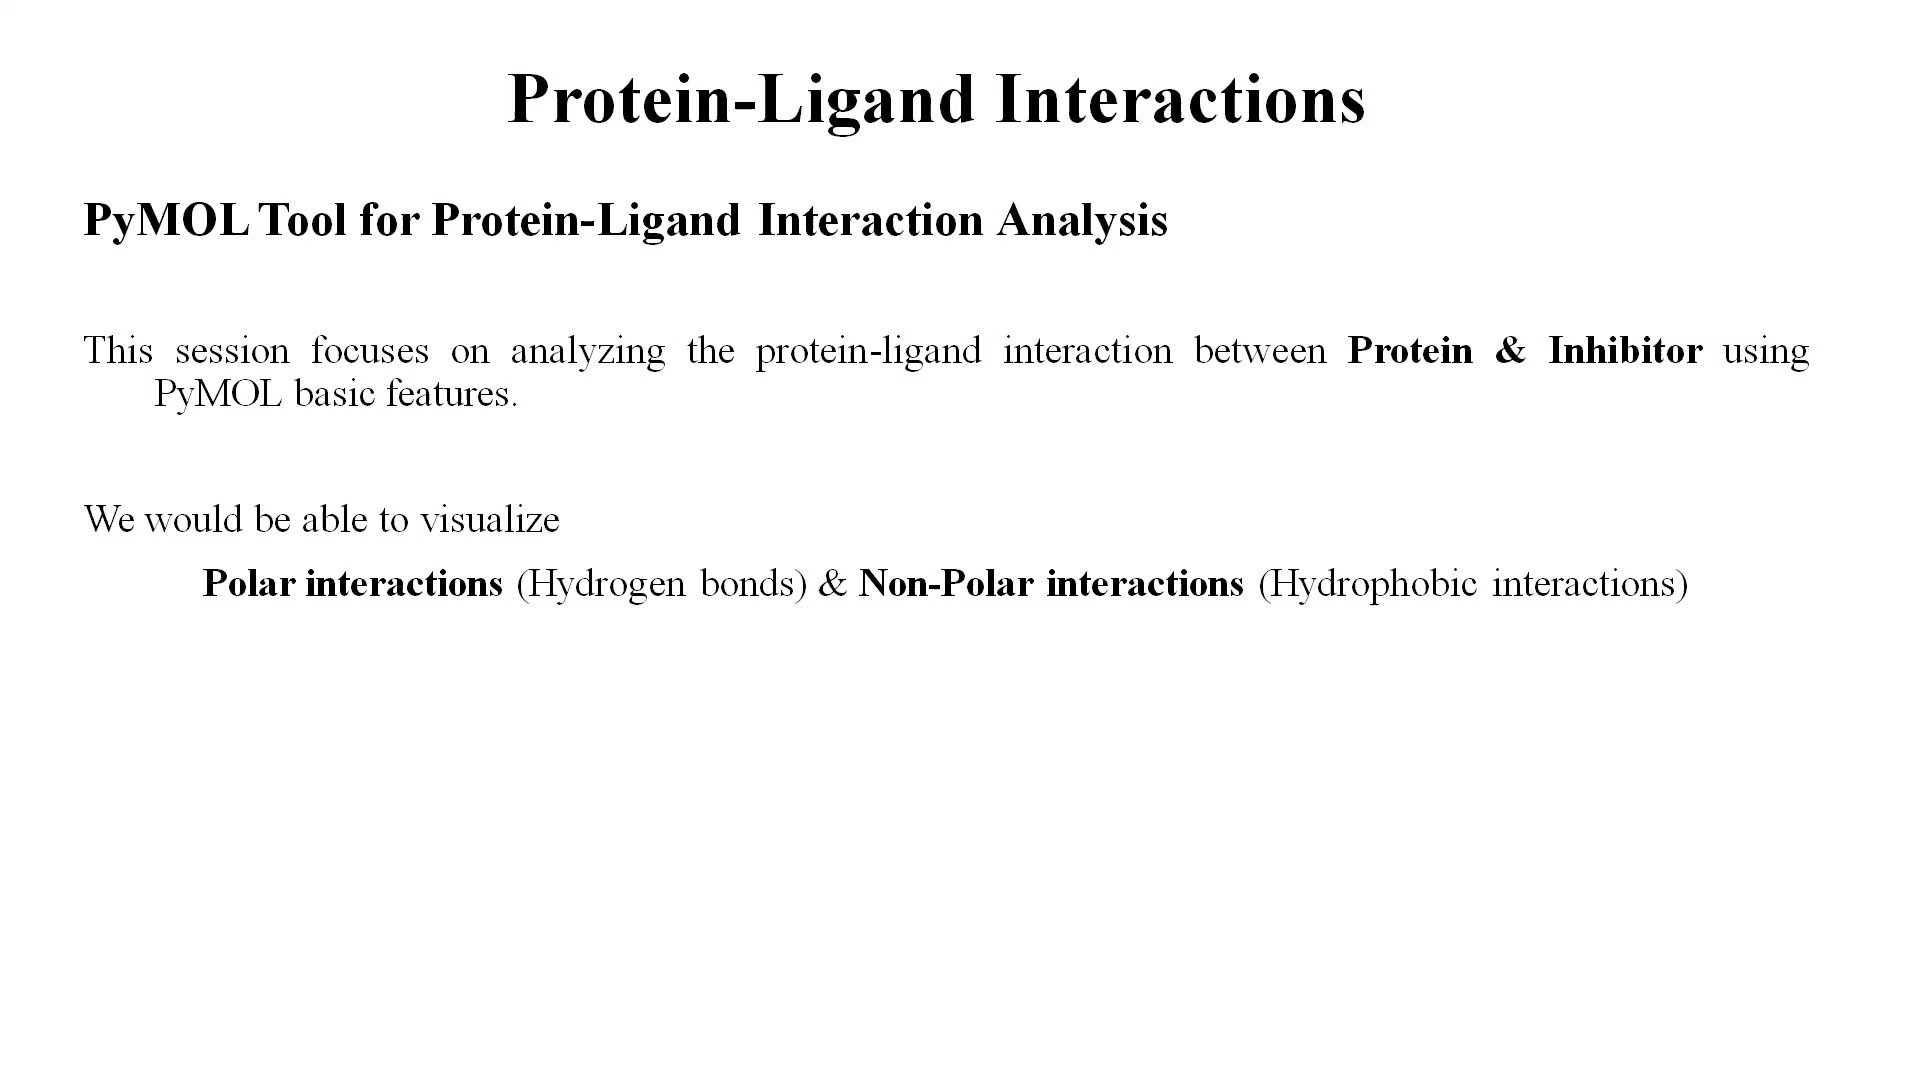 Protein-Ligand Interactions
PyMOL Tool for Protein-Ligand Interaction Analysis
This session focuses on analyzing the protein-ligand interaction between Protein & Inhibitor using
PyMOL basic features.
We would be able to visualize
Polar interactions (Hydrogen bonds) & Non-Polar interactions (Hydrophobic interactions)